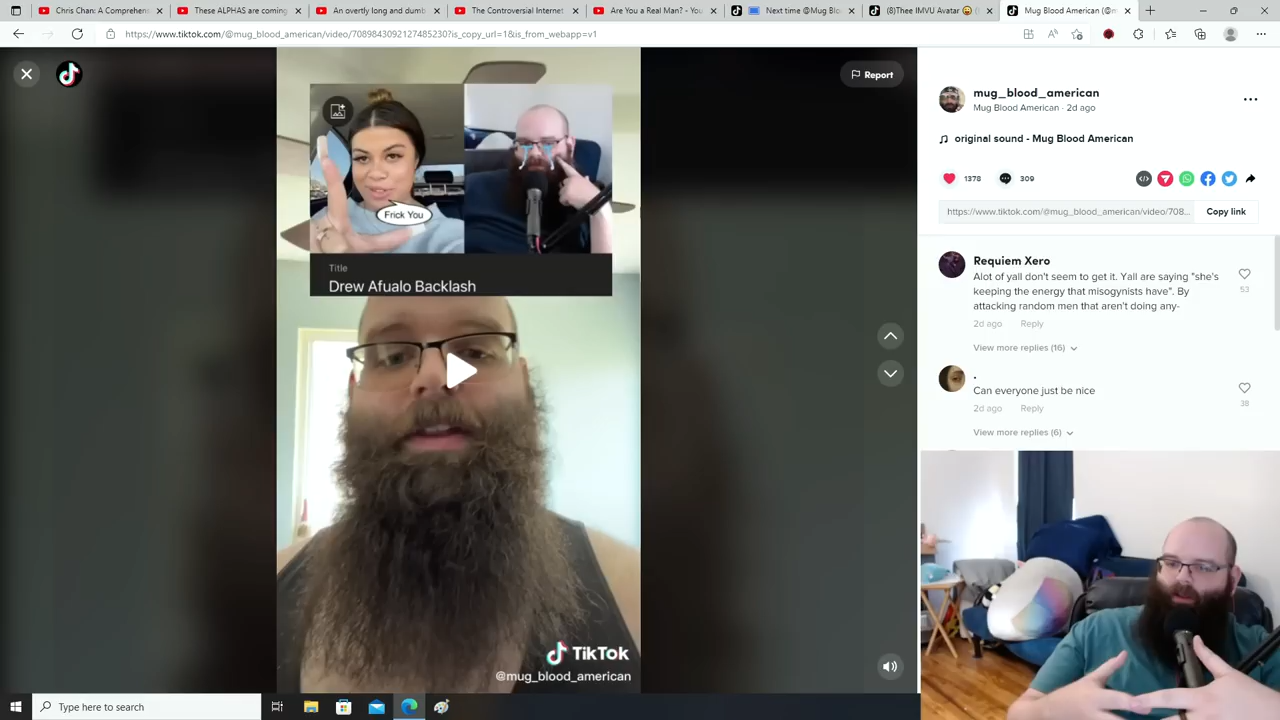 Chris Chan: A Comprehens
These ALPHAS are coming
An overtly long and dumb
The Controversial Internet
Are You a Real Man? - You
Next time @Mug Blo
(8)Thee IMVU Avatar
Mug Blood American (@m
https://www.tiktok.com/@mug_blood_american/video/7089843092127485230?is_copy_url=1&is_from_webapp=v1
Report
Frick You
Title
Drew Afualo Backlash
TikTok
@mug_blood_american
mug_blood_american
Mug Blood American · 2d ago
original sound - Mug Blood American
1378
309
https://www.tiktok.com/@mug_blood_american/video/708...
Copy link
Requiem Xero
Alot of yall don't seem to get it. Yall are saying "she's
keeping the energy that misogynists have". By
attacking random men that aren't doing any-
53
2d ago Reply
View more replies (16)
.
Can everyone just be nice
38
2d ago Reply
View more replies (6)
Type here to search